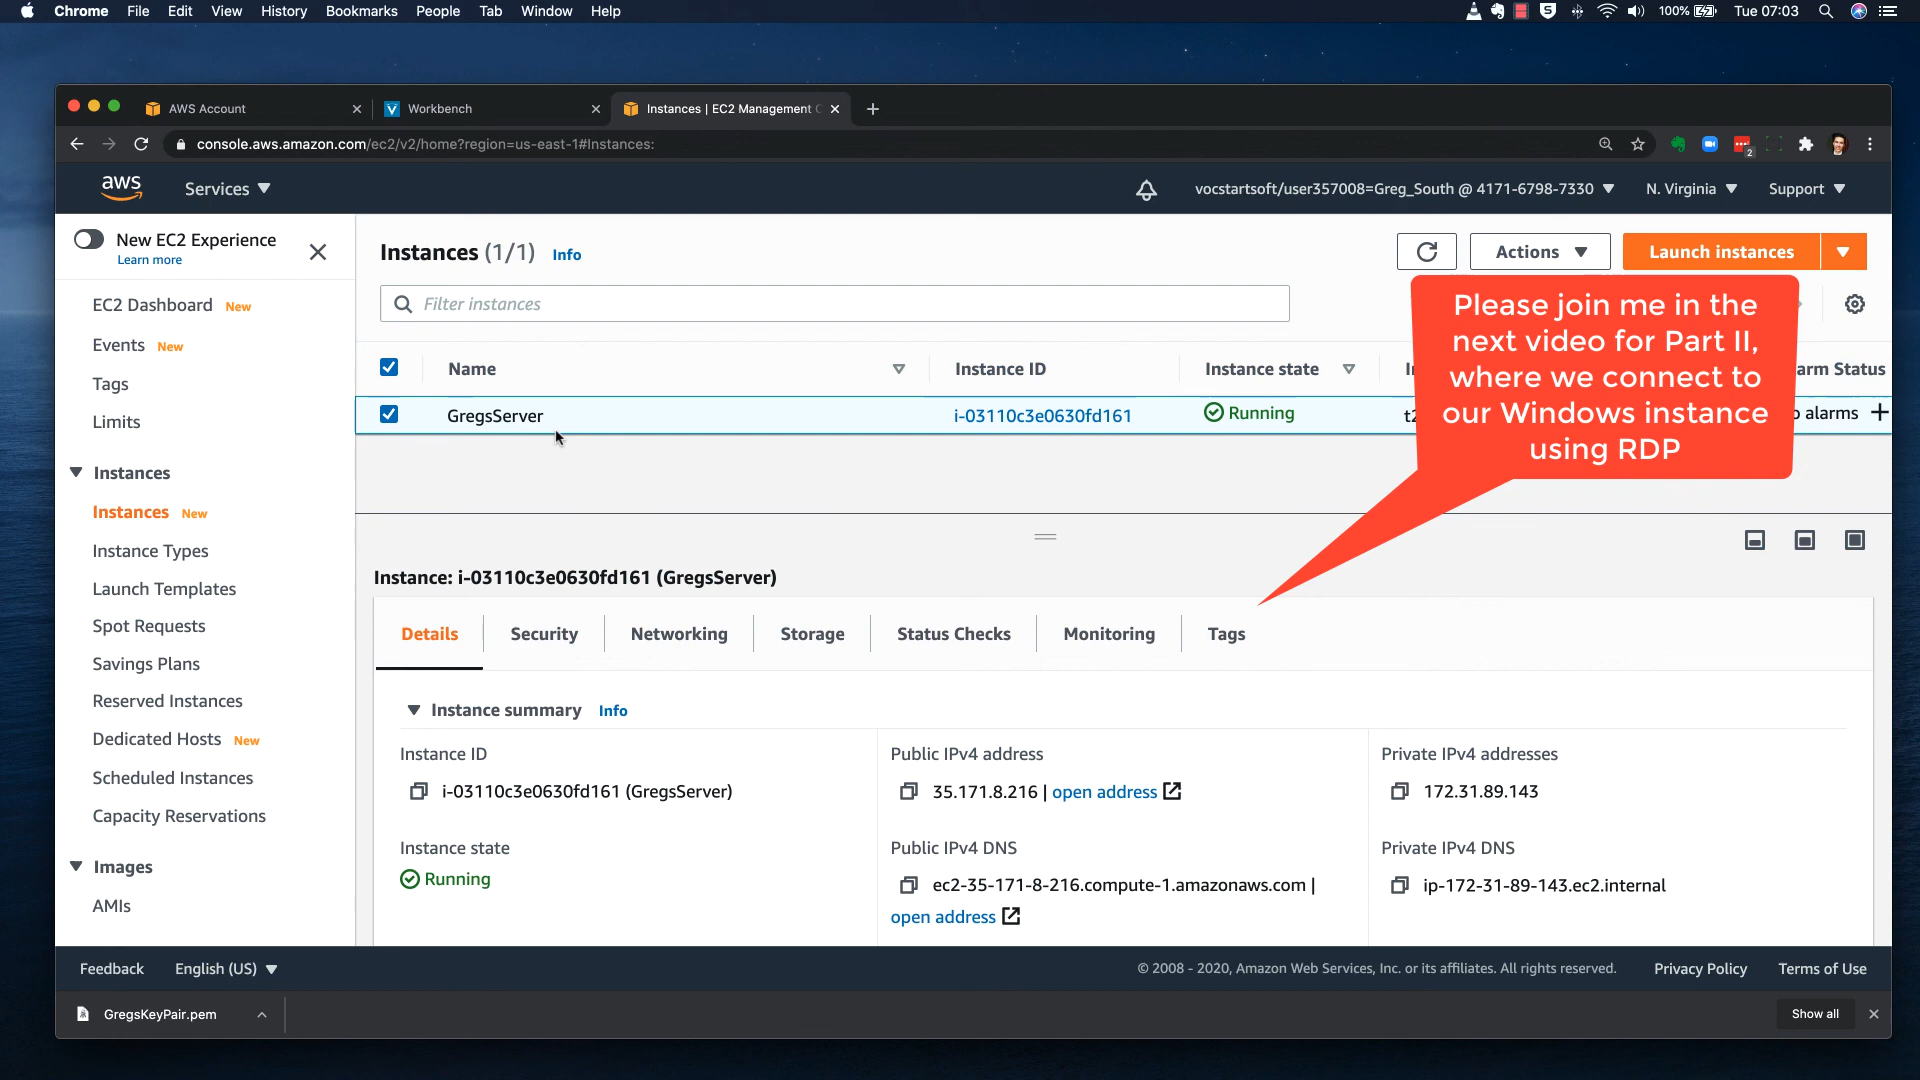 Chrome File Edit View History Bookmarks People Tab Window Help
100% Tue 07:03
AWS Account
Workbench
Instances | EC2 Management C
console.aws.amazon.com/ec2/v2/home?region=us-east-1#Instances:
2
aws
Services
vocstartsoft/user357008=Greg_South @ 4171-6798-7330
N. Virginia
Support
New EC2 Experience
Learn more
EC2 Dashboard New
Events New
Tags
Limits
Instances
Instances New
Instance Types
Launch Templates
Spot Requests
Savings Plans
Reserved Instances
Dedicated Hosts New
Scheduled Instances
Capacity Reservations
Images
AMIs
Instances (1/1) Info
Actions
Launch instances
Filter instances
Name
Instance ID
Instance state
arm Status
GregsServer
i-03110c3e0630fd161
Running
alarms +
Please join me in the
next video for Part II,
where we connect to
our Windows instance
using RDP
Instance: i-03110c3e0630fd161 (GregsServer)
Details
Security
Networking
Storage
Status Checks
Monitoring
Tags
Instance summary Info
Instance ID
i-03110c3e0630fd161 (GregsServer)
Public IPv4 address
35.171.8.216 | open address
Private IPv4 addresses
172.31.89.143
Instance state
Running
Public IPv4 DNS
ec2-35-171-8-216.compute-1.amazonaws.com |
open address
Private IPv4 DNS
ip-172-31-89-143.ec2.internal
Feedback
English (US)
© 2008 - 2020, Amazon Web Services, Inc. or its affiliates. All rights reserved.
Privacy Policy
Terms of Use
GregsKeyPair.pem
Show all